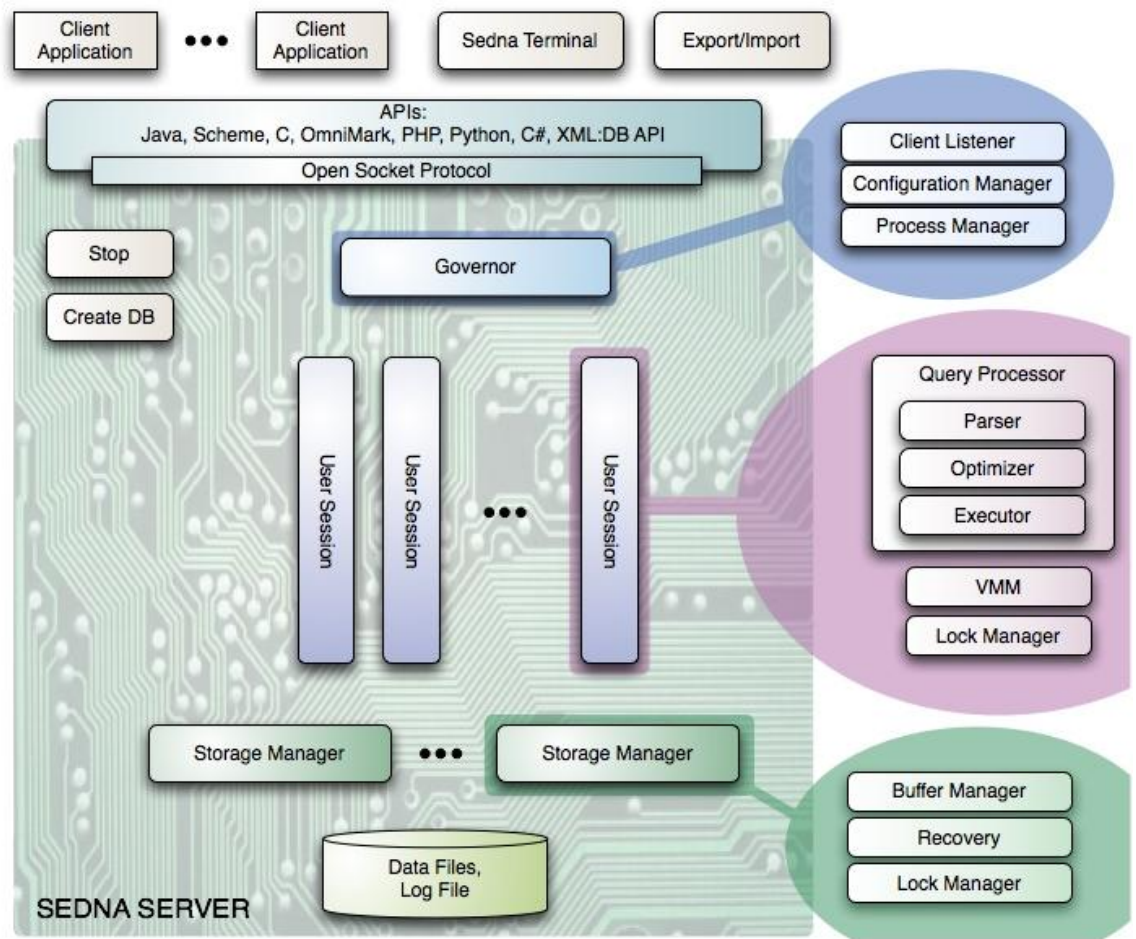 Client
Application
Client
Application
Sedna Terminal
Export/Import
APIs:
Java, Scheme, C, OmniMark, PHP, Python, C#, XML:DB API
Open Socket Protocol
Client Listener
Configuration Manager
Process Manager
Stop
Create DB
Governor
User Session
User Session
User Session
Query Processor
Parser
Optimizer
Executor
VMM
Lock Manager
Storage Manager
Storage Manager
Buffer Manager
Recovery
Lock Manager
Data Files,
Log File
SEDNA SERVER